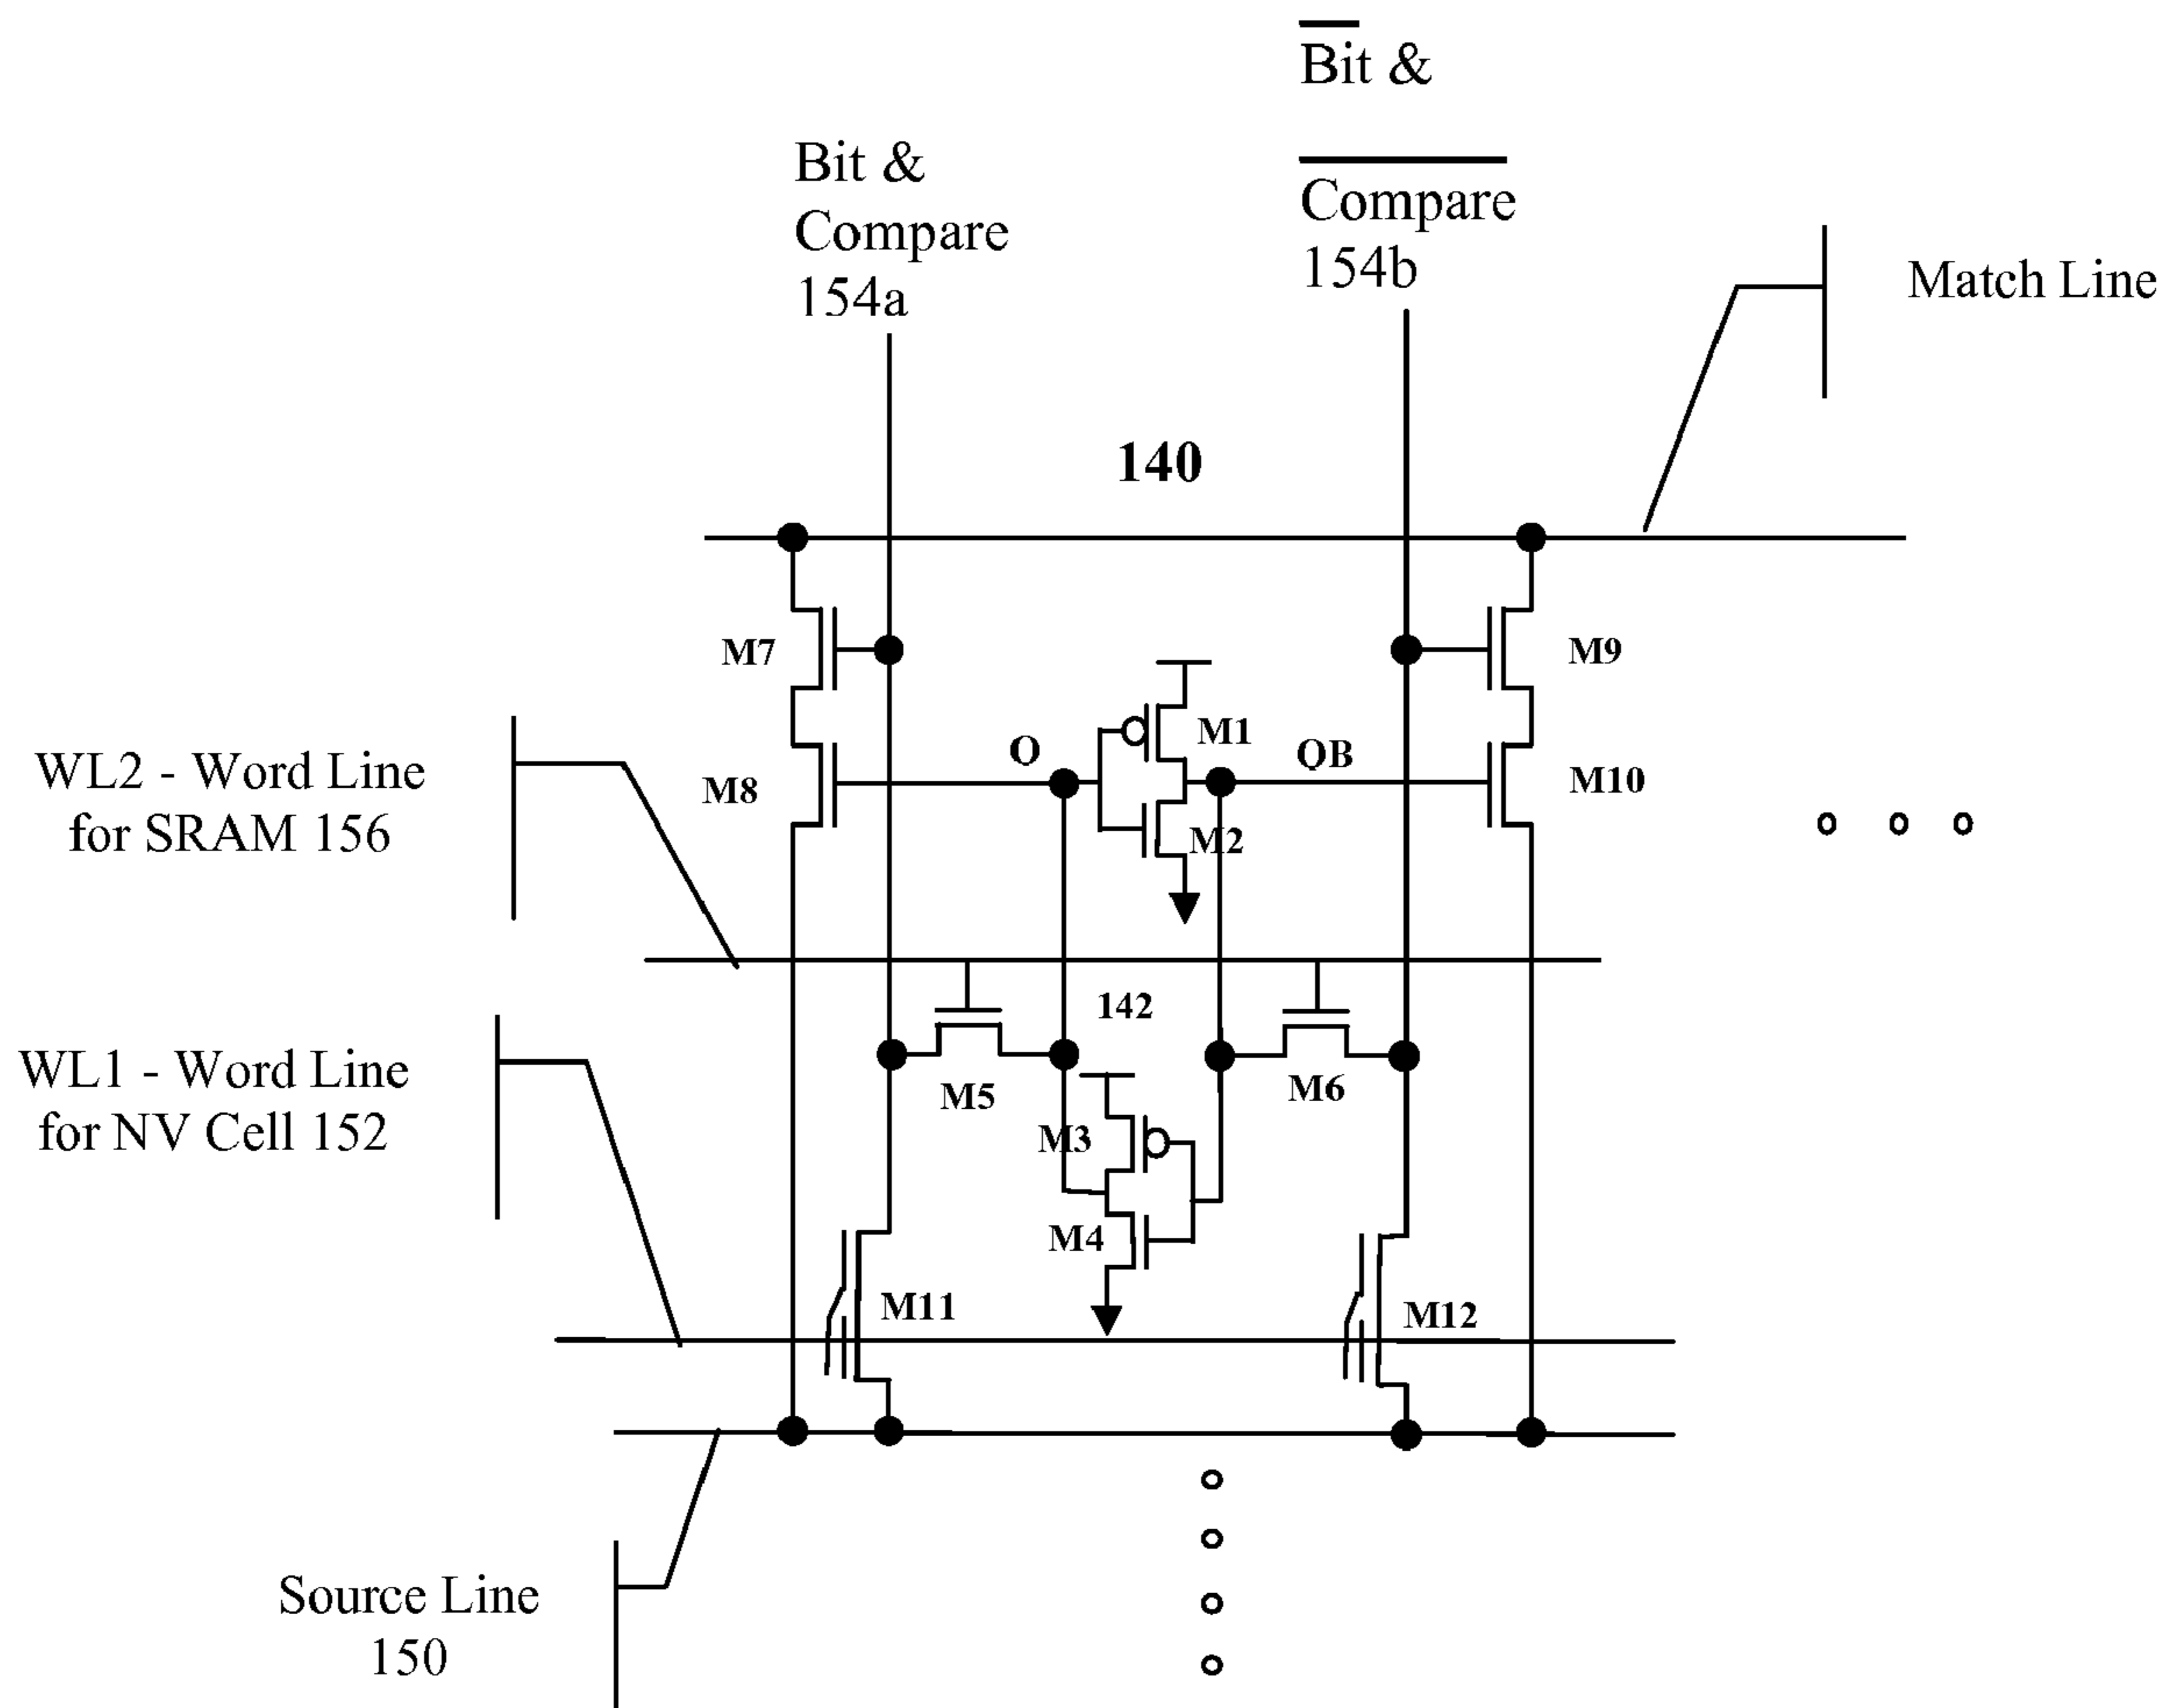 Bit &
Compare
154b
Bit &
Compare
154a
Match Line
140
M7
M9
M1
O
QB
M8
M10
M2
WL2 - Word Line
for SRAM 156
142
WL1 - Word Line
for NV Cell 152
M5
M6
M3
M4
M11
M12
Source Line
150